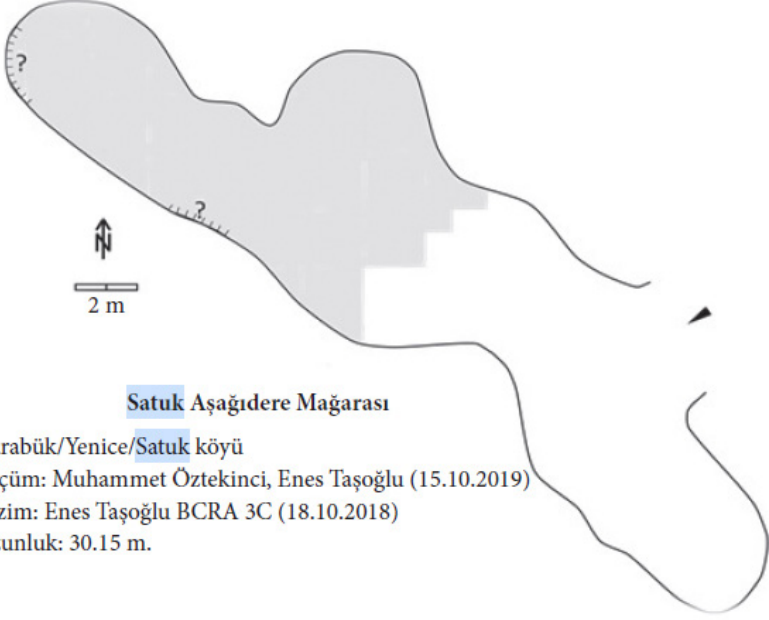 ?
?
N
2 m
Satuk Aşağıdere Mağarası
rabük/Yenice/Satuk köyü
çüm: Muhammet Öztekinci, Enes Taşoğlu (15.10.2019)
zim: Enes Taşoğlu BCRA 3C (18.10.2018)
unluk: 30.15 m.